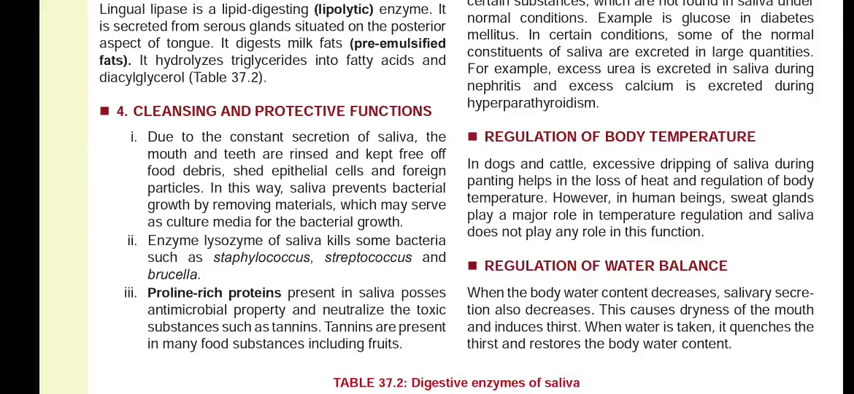 Lingual lipase is a lipid-digesting (lipolytic) enzyme. It
is secreted from serous glands situated on the posterior
aspect of tongue. It digests milk fats (pre-emulsified
fats). It hydrolyzes triglycerides into fatty acids and
diacylglycerol (Table 37.2).
■ 4. CLEANSING AND PROTECTIVE FUNCTIONS
i. Due to the constant secretion of saliva, the
mouth and teeth are rinsed and kept free off
food debris, shed epithelial cells and foreign
particles. In this way, saliva prevents bacterial
growth by removing materials, which may serve
as culture media for the bacterial growth.
ii. Enzyme lysozyme of saliva kills some bacteria
such as staphylococcus, streptococcus and
brucella.
iii. Proline-rich proteins present in saliva posses
antimicrobial property and neutralize the toxic
substances such as tannins. Tannins are present
in many food substances including fruits.
certain substances, which are not found in saliva under
normal conditions. Example is glucose in diabetes
mellitus. In certain conditions, some of the normal
constituents of saliva are excreted in large quantities.
For example, excess urea is excreted in saliva during
nephritis and excess calcium is excreted during
hyperparathyroidism.
■ REGULATION OF BODY TEMPERATURE
In dogs and cattle, excessive dripping of saliva during
panting helps in the loss of heat and regulation of body
temperature. However, in human beings, sweat glands
play a major role in temperature regulation and saliva
does not play any role in this function.
■ REGULATION OF WATER BALANCE
When the body water content decreases, salivary secre-
tion also decreases. This causes dryness of the mouth
and induces thirst. When water is taken, it quenches the
thirst and restores the body water content.
TABLE 37.2: Digestive enzymes of saliva